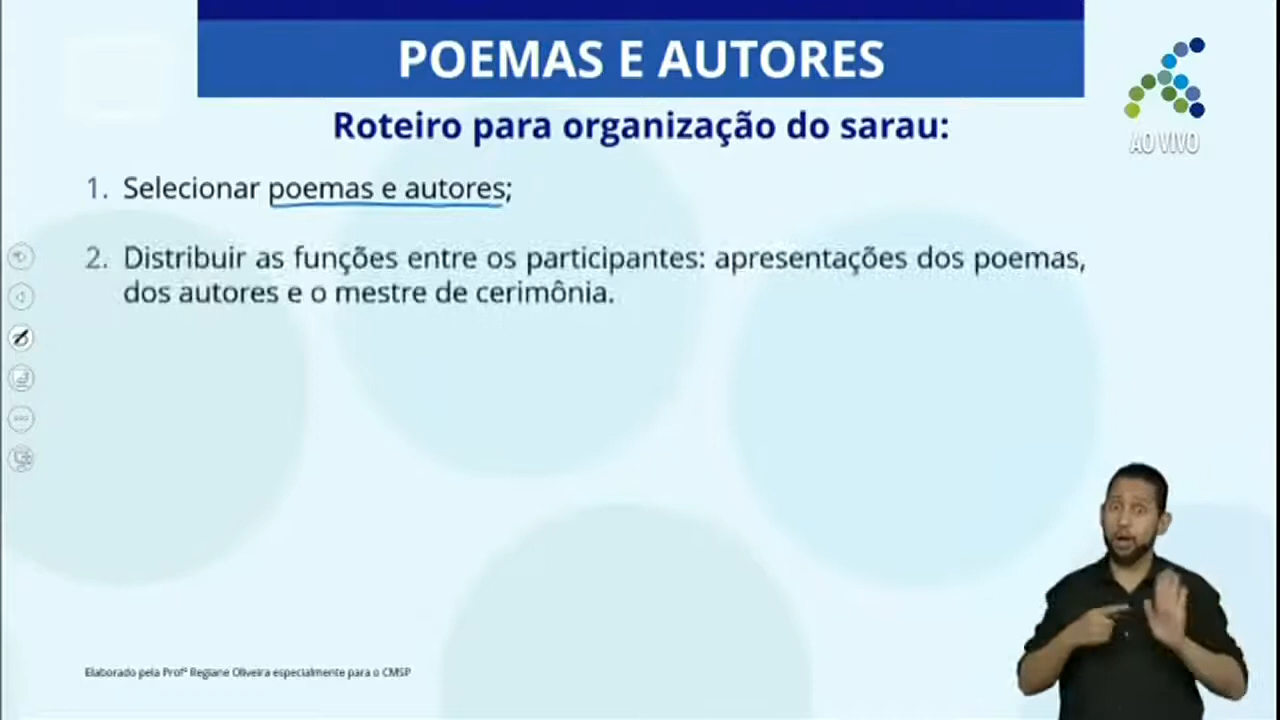 POEMAS E AUTORES
Roteiro para organização do sarau:
AO VIVO
1. Selecionar poemas e autores;
2. Distribuir as funções entre os participantes: apresentações dos poemas,
dos autores e o mestre de cerimônia.
Elaborado pela Profª Regiane Oliveira especialmente para o CMSP